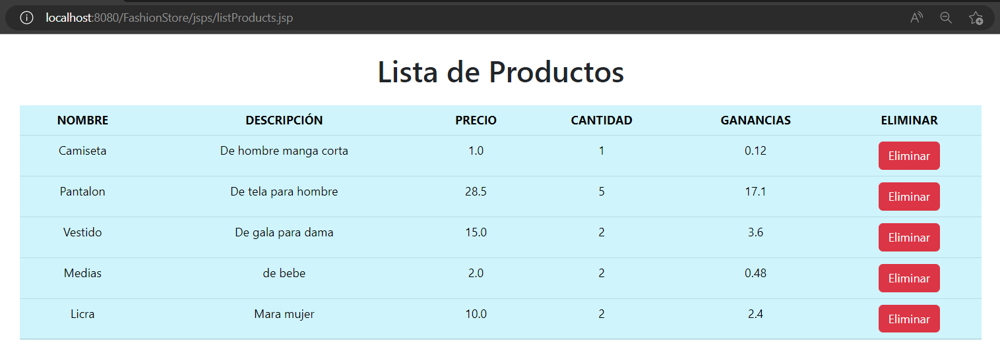 localhost:8080/FashionStore/jsps/listProducts.jsp
Lista de Productos
NOMBRE DESCRIPCIÓN PRECIO CANTIDAD GANANCIAS ELIMINAR
Camiseta De hombre manga corta 1.0 1 0.12 Eliminar
Pantalon De tela para hombre 28.5 5 17.1 Eliminar
Vestido De gala para dama 15.0 2 3.6 Eliminar
Medias de bebe 2.0 2 0.48 Eliminar
Licra Mara mujer 10.0 2 2.4 Eliminar